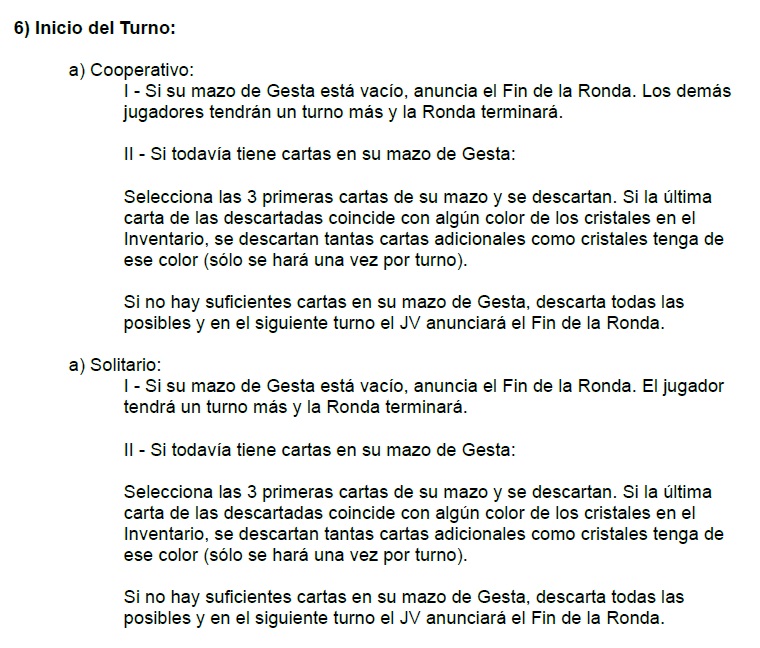 6) Inicio del Turno:
a) Cooperativo:
I - Si su mazo de Gesta está vacío, anuncia el Fin de la Ronda. Los demás
jugadores tendrán un turno más y la Ronda terminará.
II - Si todavía tiene cartas en su mazo de Gesta:
Selecciona las 3 primeras cartas de su mazo y se descartan. Si la última
carta de las descartadas coincide con algún color de los cristales en el
Inventario, se descartan tantas cartas adicionales como cristales tenga de
ese color (sólo se hará una vez por turno).
Si no hay suficientes cartas en su mazo de Gesta, descarta todas las
posibles y en el siguiente turno el JV anunciará el Fin de la Ronda.
a) Solitario:
I - Si su mazo de Gesta está vacío, anuncia el Fin de la Ronda. El jugador
tendrá un turno más y la Ronda terminará.
II - Si todavía tiene cartas en su mazo de Gesta:
Selecciona las 3 primeras cartas de su mazo y se descartan. Si la última
carta de las descartadas coincide con algún color de los cristales en el
Inventario, se descartan tantas cartas adicionales como cristales tenga de
ese color (sólo se hará una vez por turno).
Si no hay suficientes cartas en su mazo de Gesta, descarta todas las
posibles y en el siguiente turno el JV anunciará el Fin de la Ronda.